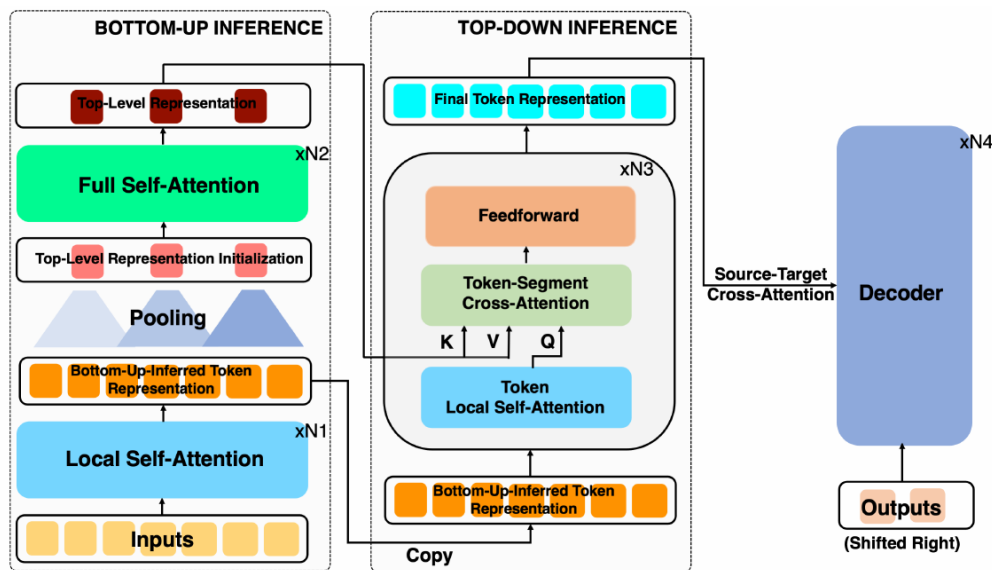 BOTTOM-UP INFERENCE
Top-Level Representation
xN2
Full Self-Attention
Top-Level Representation Initialization
Pooling
Bottom-Up-Inferred Token
Representation
xN1
Local Self-Attention
Inputs
Copy
TOP-DOWN INFERENCE
Final Token Representation
xN3
Feedforward
Token-Segment
Cross-Attention
K
V
Q
Token
Local Self-Attention
Bottom-Up-Inferred Token
Representation
Source-Target
Cross-Attention
xN4
Decoder
Outputs
(Shifted Right)